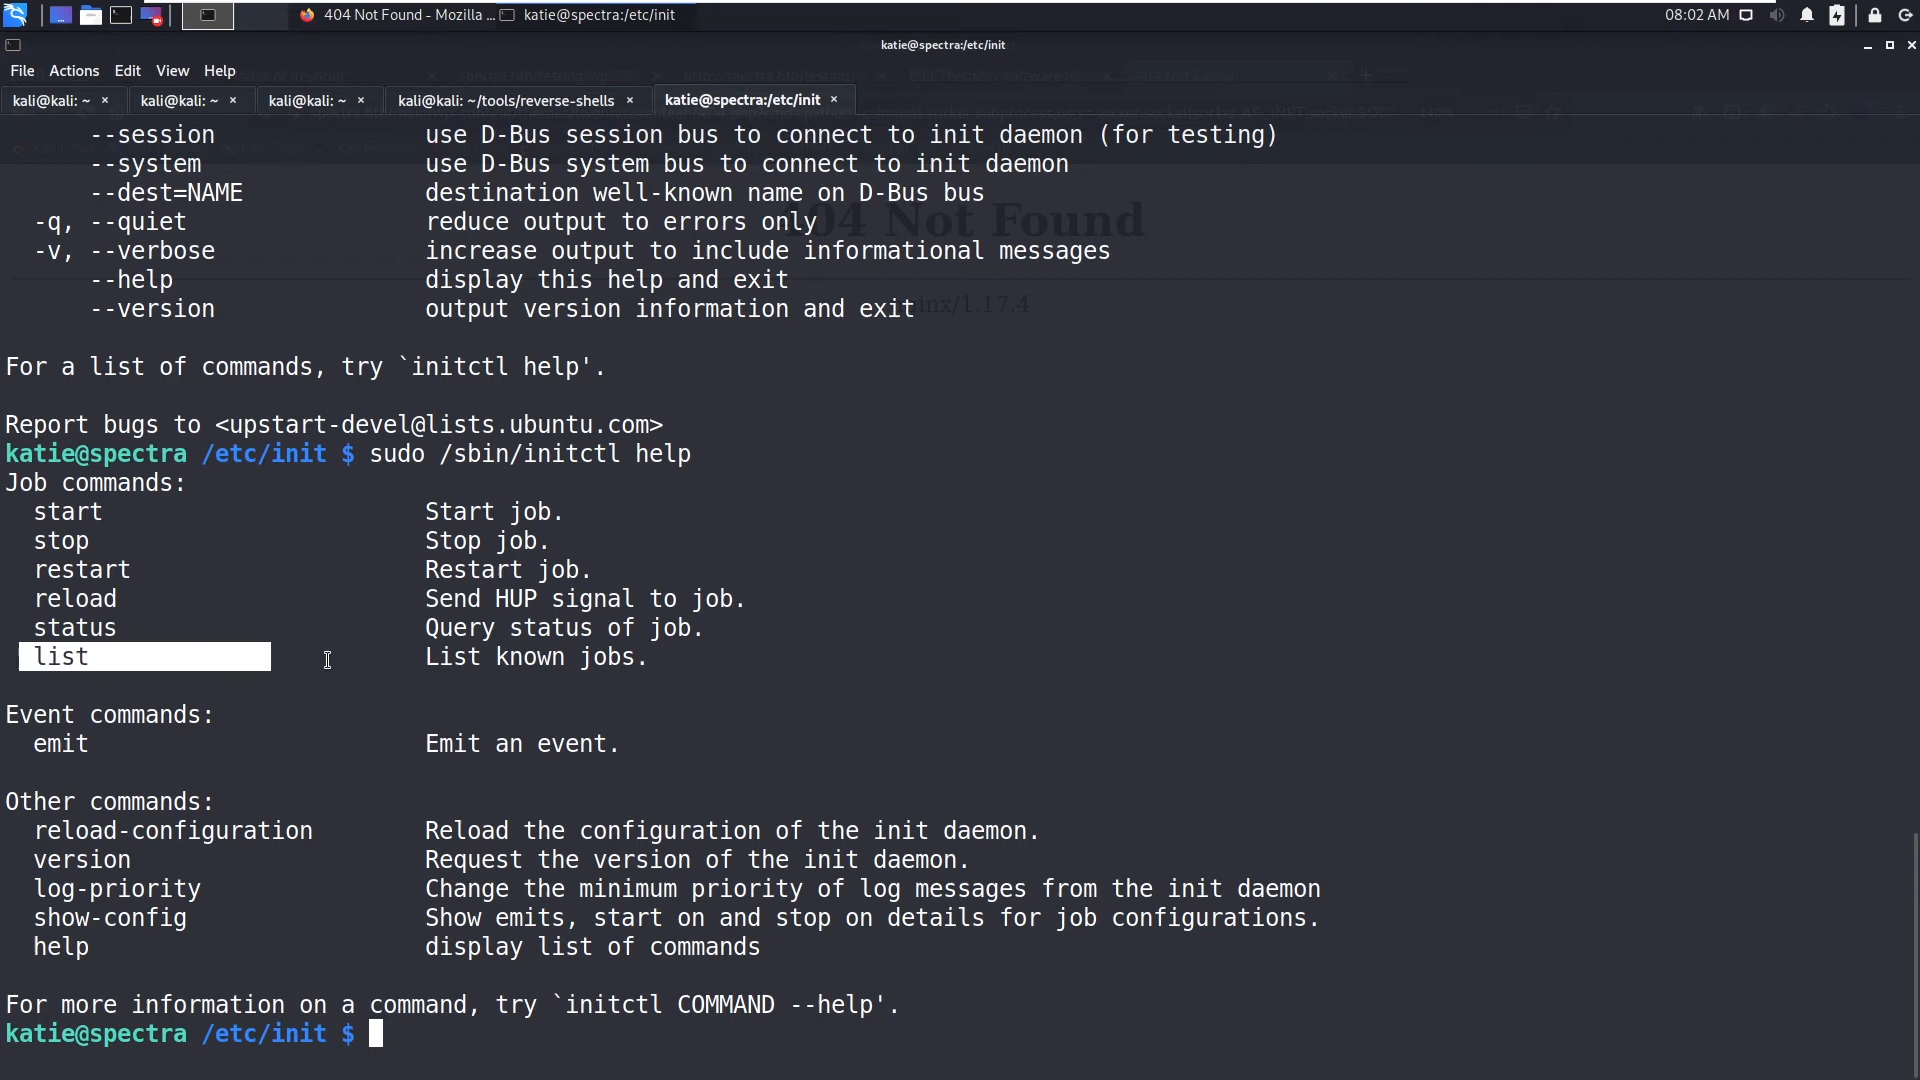 404 Not Found - Mozilla ...
katie@spectra:/etc/init
08:02 AM
katie@spectra:/etc/init
File Actions Edit View Help
kali@kali: ~ ×
kali@kali: ~ ×
kali@kali: ~ ×
kali@kali: ~/tools/reverse-shells ×
katie@spectra:/etc/init ×
--session use D-Bus session bus to connect to init daemon (for testing)
--system use D-Bus system bus to connect to init daemon
--dest=NAME destination well-known name on D-Bus bus
-q, --quiet reduce output to errors only
404 Not Found
-v, --verbose increase output to include informational messages
--help display this help and exit
--version output version information and exit
nginx/1.17.4
For a list of commands, try `initctl help'.
Report bugs to <upstart-devel@lists.ubuntu.com>
katie@spectra /etc/init $ sudo /sbin/initctl help
Job commands:
start Start job.
stop Stop job.
restart Restart job.
reload Send HUP signal to job.
status Query status of job.
list List known jobs.
Event commands:
emit Emit an event.
Other commands:
reload-configuration Reload the configuration of the init daemon.
version Request the version of the init daemon.
log-priority Change the minimum priority of log messages from the init daemon
show-config Show emits, start on and stop on details for job configurations.
help display list of commands
For more information on a command, try `initctl COMMAND --help'.
katie@spectra /etc/init $